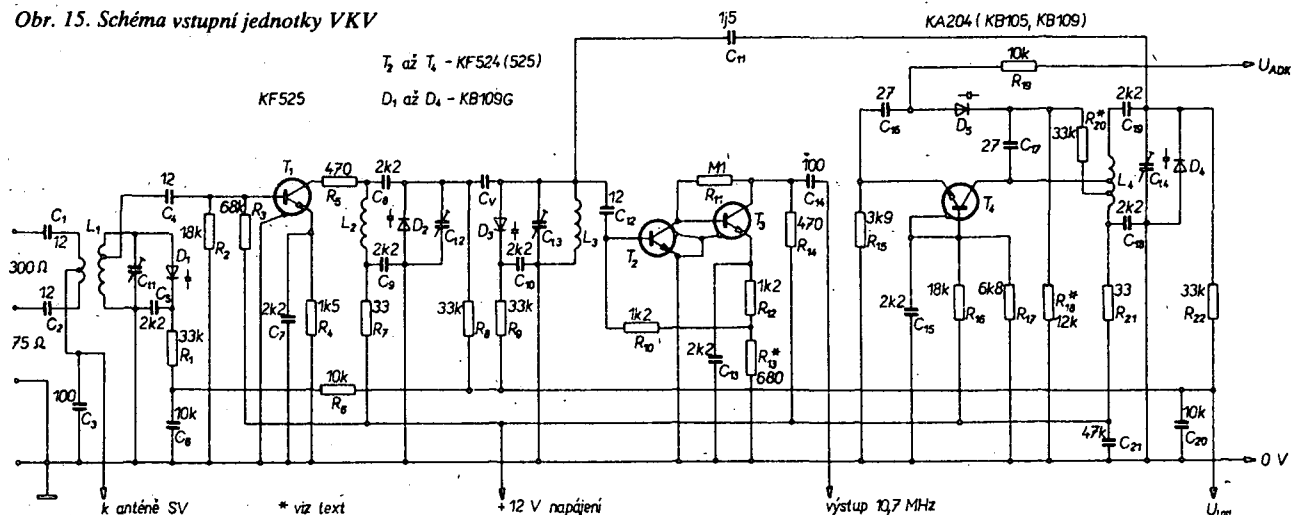 Obr. 15. Schéma vstupní jednotky VKV
T₂ až T₄ - KF524 (525)
KF525
D₁ až D₄ - KB109G
KA204 (KB105, KB109)
1j5
C₁₁
10k
R₁₉
U_ADK
27
C₁₆
D₅
27
C₁₇
R₂₀*
33k
2k2
C₁₉
L₄
C₁₄
D₄
2k2
C₁₈
T₁
470
R₅
2k2
C₈
L₂
D₂
C₁₂
2k2
C₉
33
R₇
33k
R₈
2k2
Cᵥ
D₃
2k2
C₁₀
33k
R₉
C₁₃
L₃
12
C₁₂
M1
R₁₁
T₂
T₃
100
C₁₄
470
R₁₄
1k2
R₁₂
1k2
R₁₀
R₁₃*
680
2k2
C₁₃
3k9
R₁₅
T₄
2k2
C₁₅
18k
R₁₆
6k8
R₁₇
R₁₈*
12k
33
R₂₁
33k
R₂₂
12
C₄
C₁
12
L₁
300 Ω
12
C₂
75 Ω
C₁₁
D₁
C₅
2k2
33k
R₁
18k
R₂
68k
R₃
2k2
C₇
1k5
R₄
10k
R₆
100
C₃
10k
C₆
47k
C₂₁
10k
C₂₀
0 V
k anténě SV
* viz text
+12 V napájení
výstup 10,7 MHz